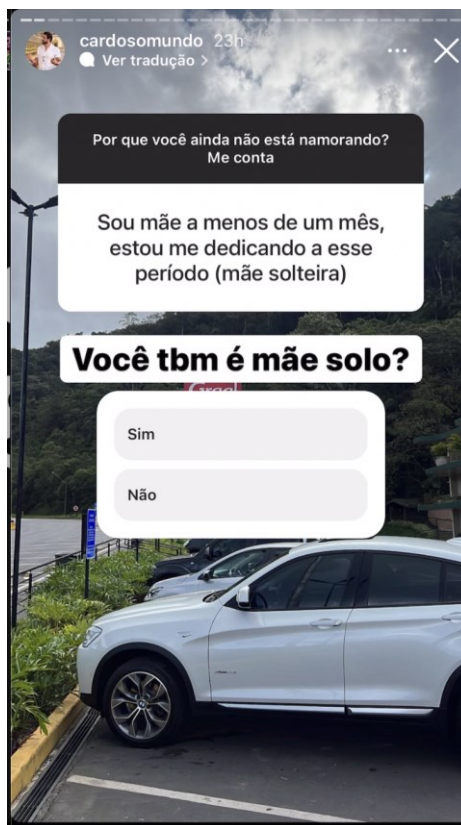 cardosomundo 23h
Ver tradução >
Por que você ainda não está namorando?
Me conta
Sou mãe a menos de um mês,
estou me dedicando a esse
período (mãe solteira)
Você tbm é mãe solo?
Graal
Sim
Não